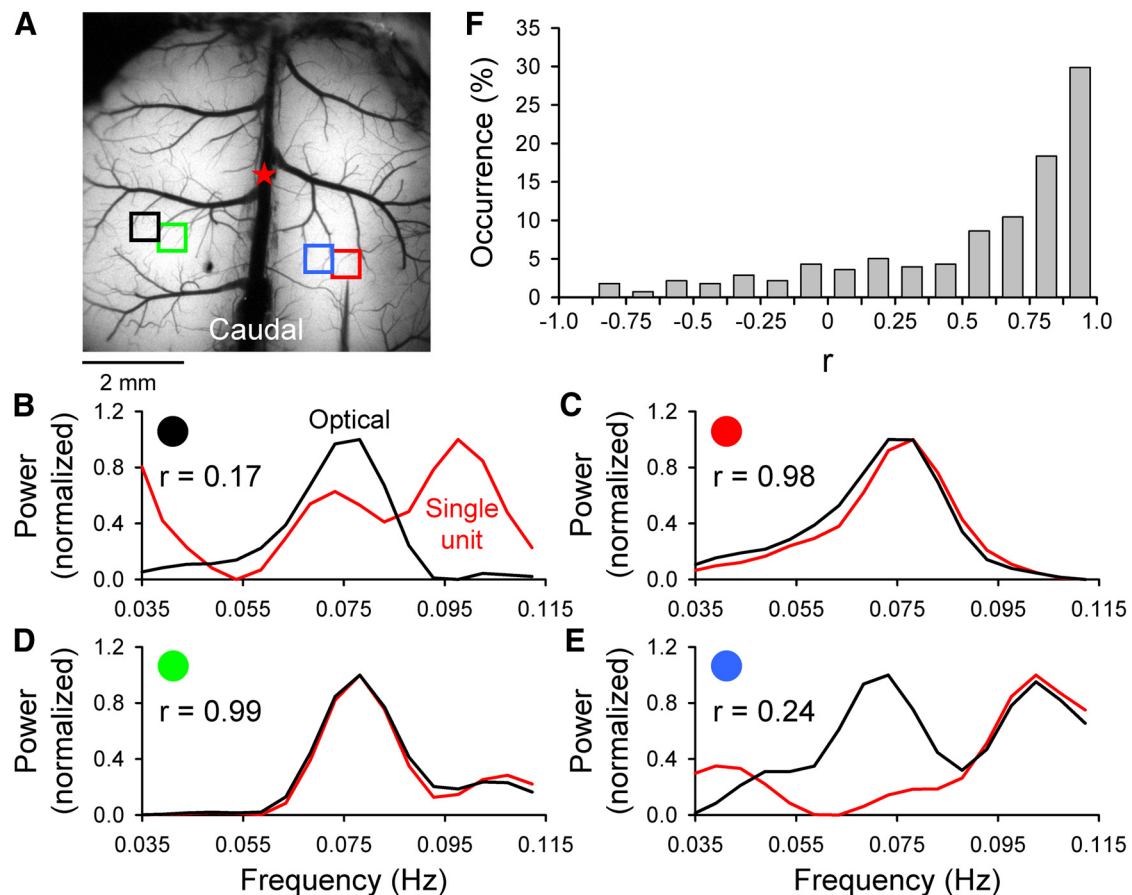 A
Caudal
2 mm
F
Occurrence (%)
35
30
25
20
15
10
5
0
-1.0 -0.75 -0.5 -0.25 0 0.25 0.5 0.75 1.0
r
B
Power
(normalized)
1.2
0.8
0.4
0.0
Optical
r = 0.17
Single
unit
0.035 0.055 0.075 0.095 0.115
C
Power
(normalized)
1.2
0.8
0.4
0.0
r = 0.98
0.035 0.055 0.075 0.095 0.115
D
Power
(normalized)
1.2
0.8
0.4
0.0
r = 0.99
0.035 0.055 0.075 0.095 0.115
Frequency (Hz)
E
Power
(normalized)
1.2
0.8
0.4
0.0
r = 0.24
0.035 0.055 0.075 0.095 0.115
Frequency (Hz)